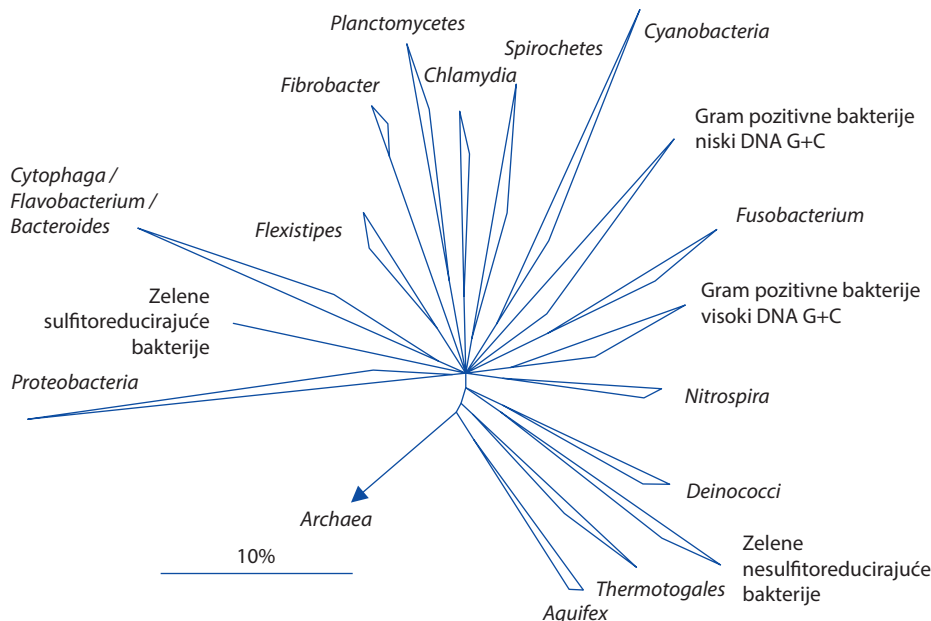 Planctomycetes
Spirochetes
Cyanobacteria
Fibrobacter
Chlamydia
Gram pozitivne bakterije
niski DNA G+C
Cytophaga /
Flavobacterium /
Bacteroides
Flexistipes
Fusobacterium
Zelene
sulfitoreducirajuće
bakterije
Gram pozitivne bakterije
visoki DNA G+C
Proteobacteria
Nitrospira
Deinococci
Archaea
10%
Zelene
nesulfitoreducirajuće
bakterije
Thermotogales
Aquifex